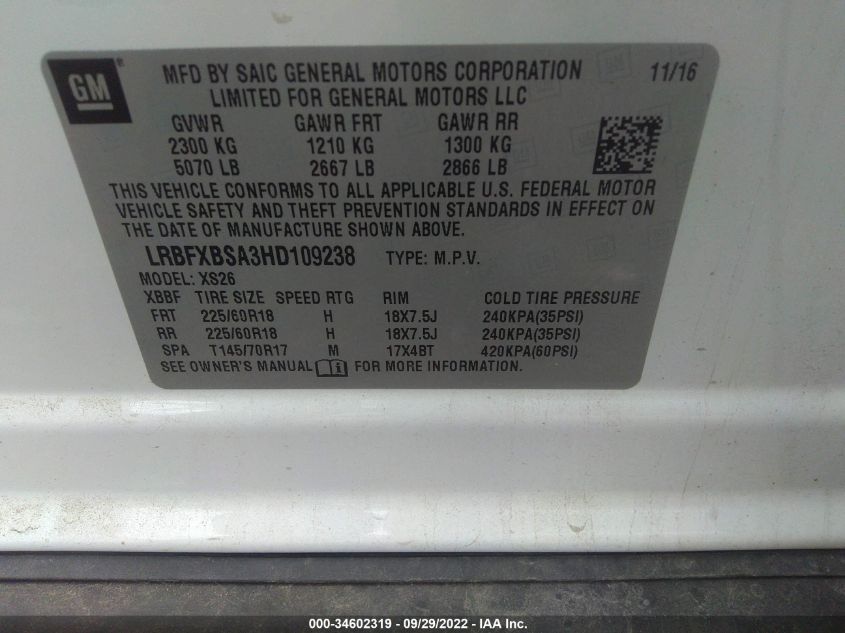 GM ® MFD BY SAIC GENERAL MOTORS CORPORATION 11/16
LIMITED FOR GENERAL MOTORS LLC
GVWR GAWR FRT GAWR RR
2300 KG 1210 KG 1300 KG
5070 LB 2667 LB 2866 LB
THIS VEHICLE CONFORMS TO ALL APPLICABLE U.S. FEDERAL MOTOR
VEHICLE SAFETY AND THEFT PREVENTION STANDARDS IN EFFECT ON
THE DATE OF MANUFACTURE SHOWN ABOVE.
LRBFXBSA3HD109238 TYPE: M.P.V.
MODEL: XS26
XBBF TIRE SIZE SPEED RTG RIM COLD TIRE PRESSURE
FRT 225/60R18 H 18X7.5J 240KPA(35PSI)
RR 225/60R18 H 18X7.5J 240KPA(35PSI)
SPA T145/70R17 M 17X4BT 420KPA(60PSI)
SEE OWNER'S MANUAL i FOR MORE INFORMATION.
000-34602319 - 09/29/2022 - IAA Inc.